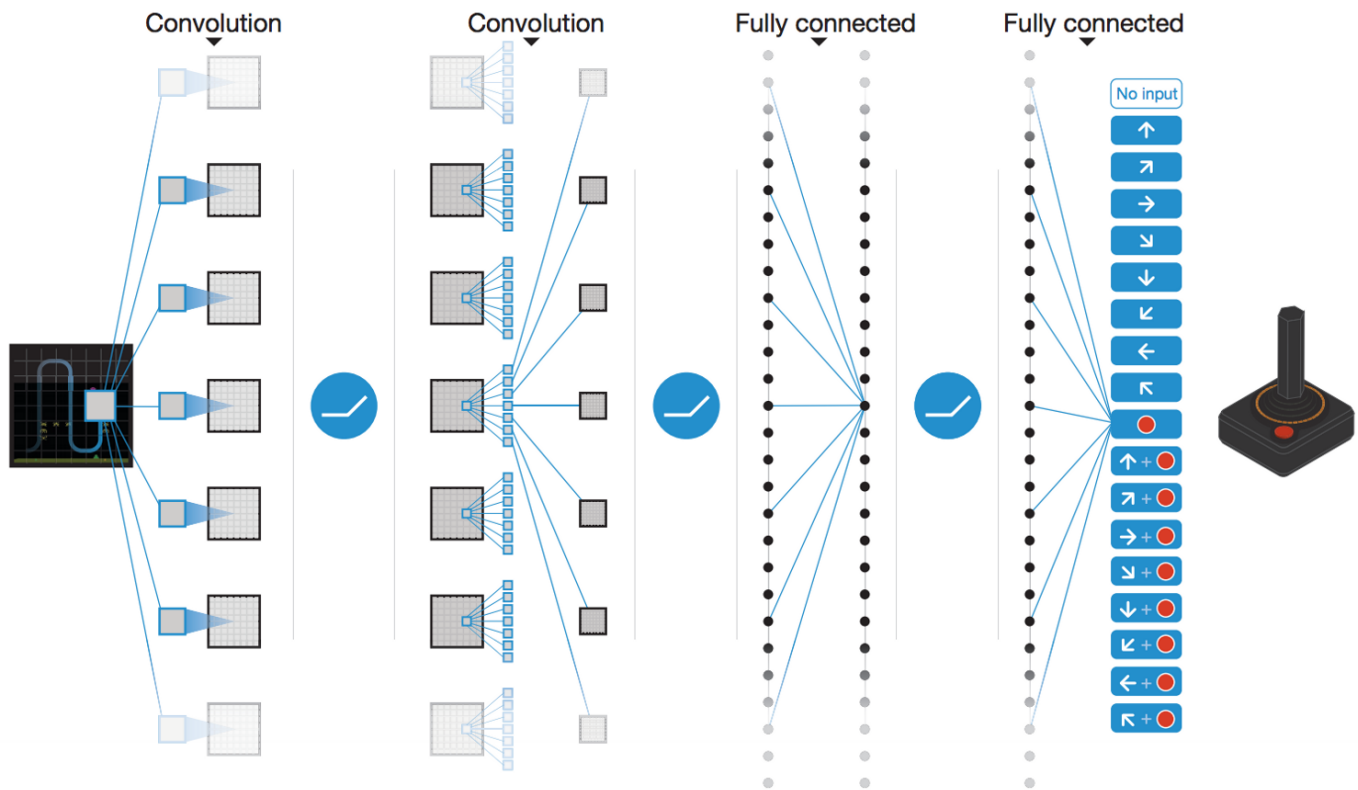 Convolution
Convolution
Fully connected
Fully connected
No input
+
+
+
+
+
+
+
+